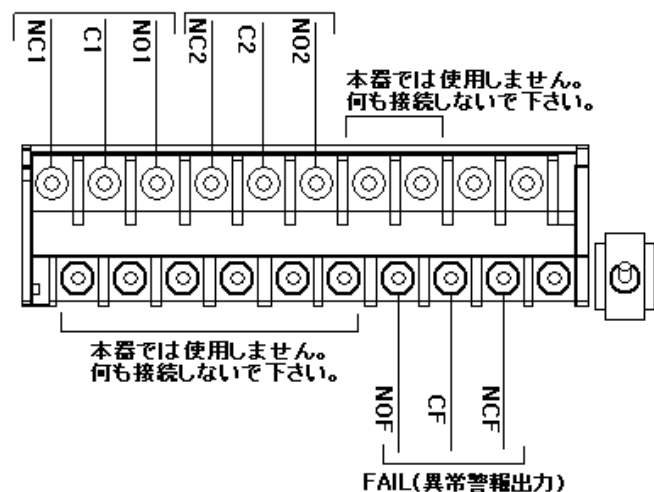 NC1
C1
NO1
NC2
C2
NO2
本器では使用しません。
何も接続しないで下さい。
本器では使用しません。
何も接続しないで下さい。
NOF
CF
NCF
FAIL(異常警報出力)